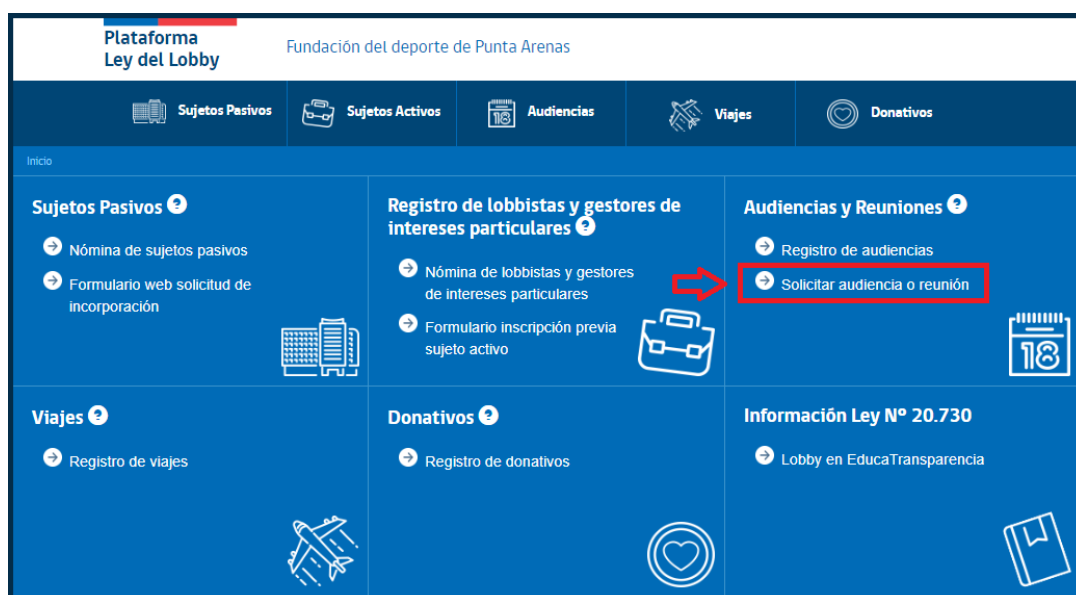 Plataforma
Ley del Lobby
Fundación del deporte de Punta Arenas
Sujetos Pasivos
Sujetos Activos
18
Audiencias
Viajes
Donativos
Inicio
Sujetos Pasivos ?
Nómina de sujetos pasivos
Formulario web solicitud de
incorporación
Registro de lobbistas y gestores de
intereses particulares ?
Nómina de lobbistas y gestores
de intereses particulares
Formulario inscripción previa
sujeto activo
Audiencias y Reuniones ?
Registro de audiencias
Solicitar audiencia o reunión
18
Viajes ?
Registro de viajes
Donativos ?
Registro de donativos
Información Ley Nº 20.730
Lobby en EducaTransparencia